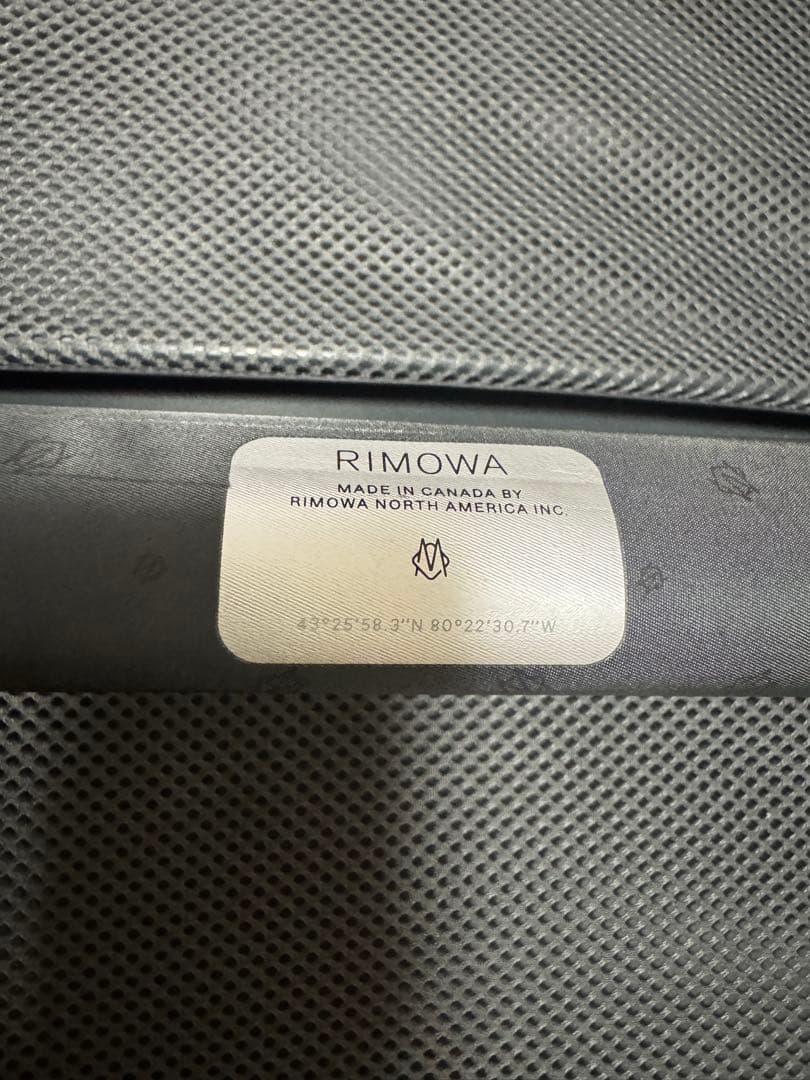 RIMOWA
MADE IN CANADA BY
RIMOWA NORTH AMERICA INC.
43°25'58.3"N 80°22'30.7"W